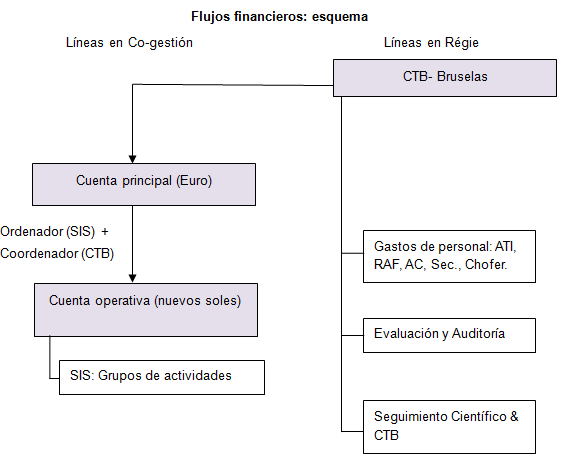 Flujos financieros: esquema
Líneas en Co-gestión
Líneas en Régie
CTB- Bruselas
Cuenta principal (Euro)
Ordenador (SIS) +
Coordenador (CTB)
Gastos de personal: ATI,
RAF, AC, Sec., Chofer.
Cuenta operativa (nuevos soles)
Evaluación y Auditoría
SIS: Grupos de actividades
Seguimiento Científico &
CTB